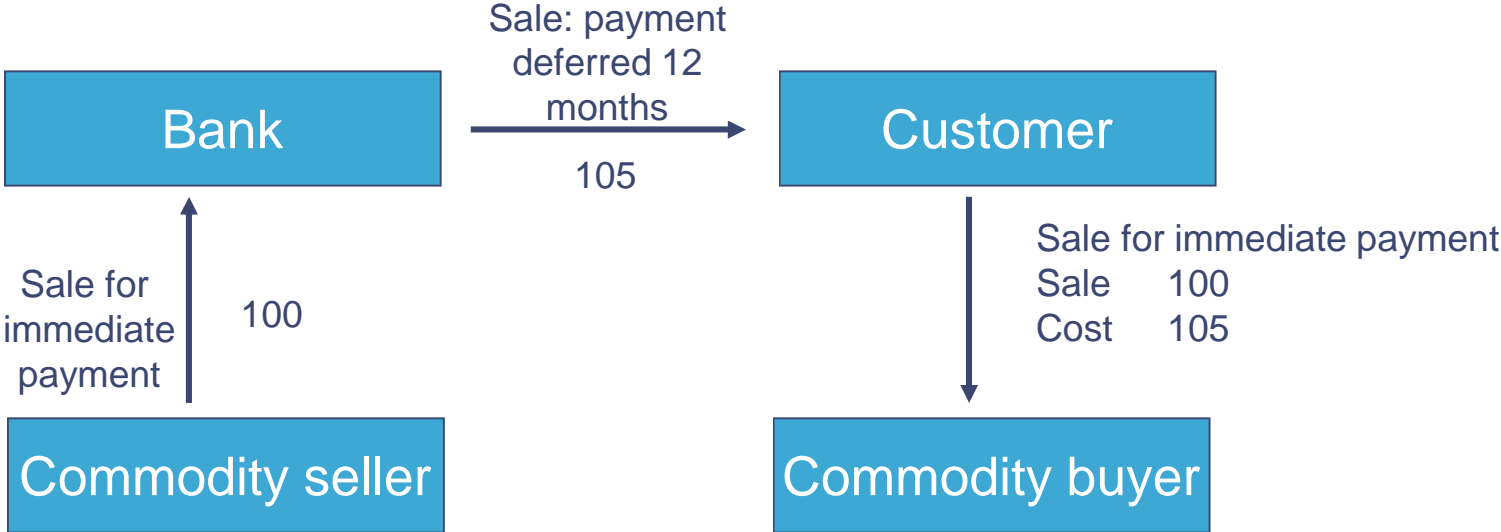 Sale: payment
deferred 12
months
Bank
Customer
105
Sale for
immediate
payment
100
Sale for immediate payment
Sale 100
Cost 105
Commodity seller
Commodity buyer